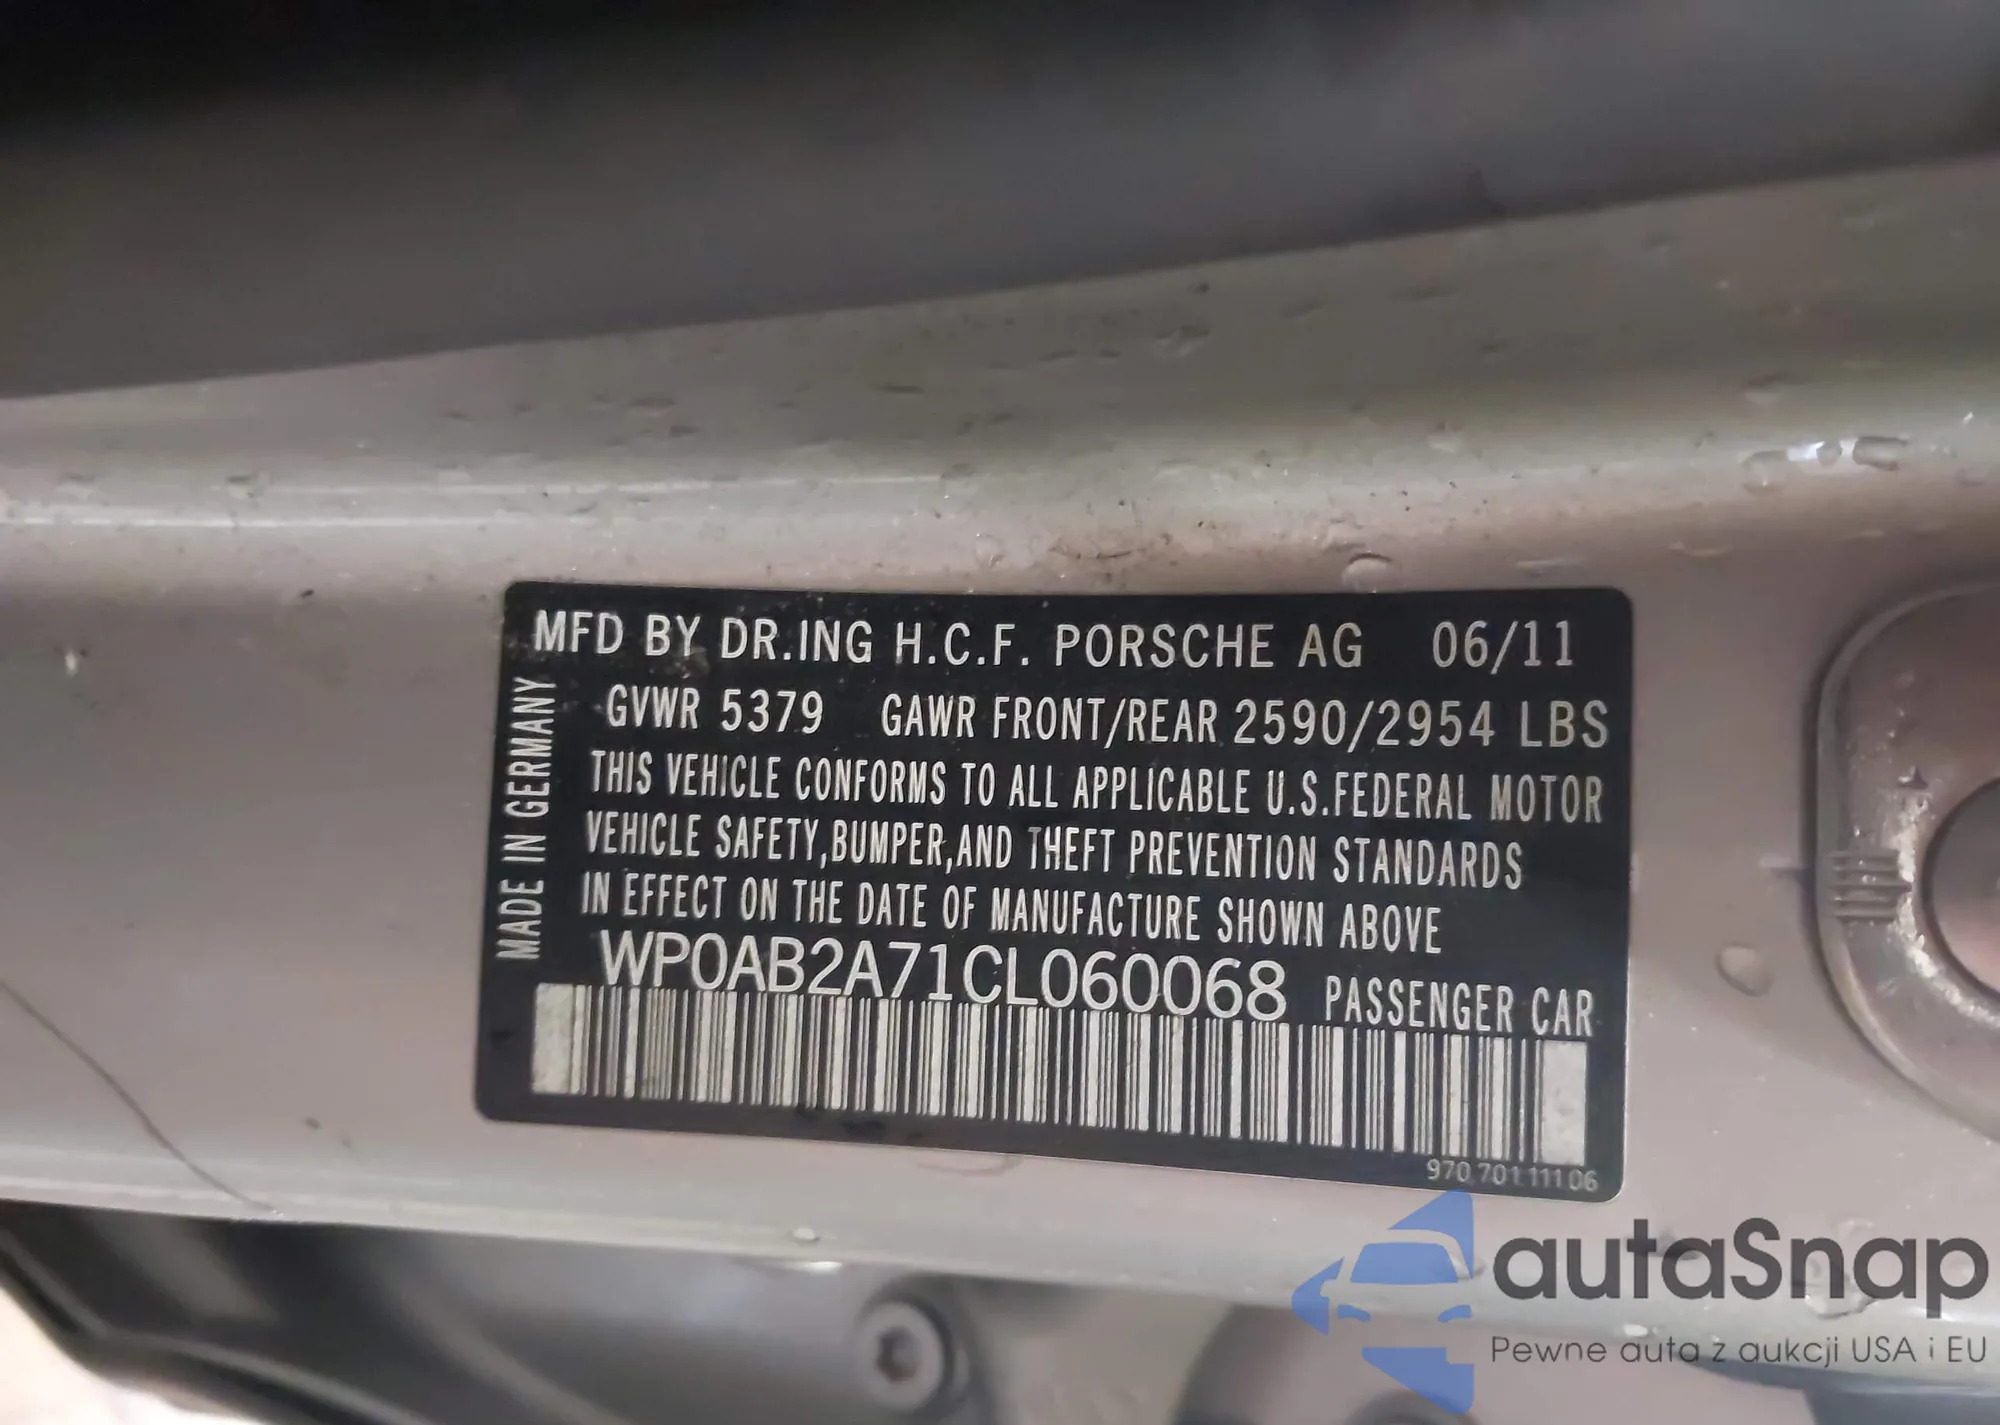 MFD BY DR.ING H.C.F. PORSCHE AG 06/11
GVWR 5379 GAWR FRONT/REAR 2590/2954 LBS
THIS VEHICLE CONFORMS TO ALL APPLICABLE U.S.FEDERAL MOTOR
VEHICLE SAFETY,BUMPER,AND THEFT PREVENTION STANDARDS
IN EFFECT ON THE DATE OF MANUFACTURE SHOWN ABOVE
WP0AB2A71CL060068 PASSENGER CAR
970.701.111.06
MADE IN GERMANY
autaSnap
Pewne auta z aukcji USA i EU